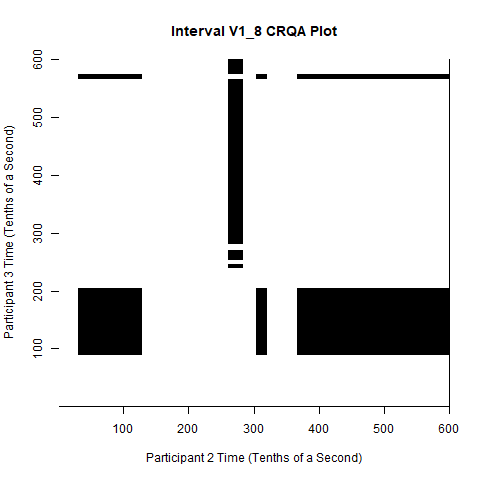 Interval V1_8 CRQA Plot
Participant 3 Time (Tenths of a Second)
600
500
400
300
200
100
100 200 300 400 500 600
Participant 2 Time (Tenths of a Second)